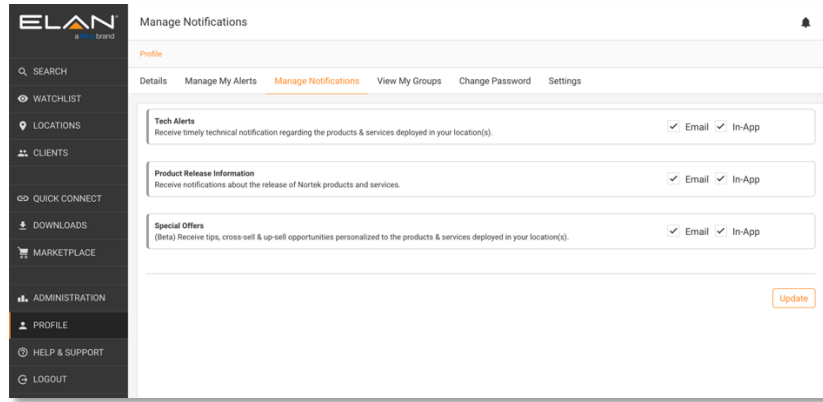 ELAN
a brand
SEARCH
WATCHLIST
LOCATIONS
CLIENTS
QUICK CONNECT
DOWNLOADS
MARKETPLACE
ADMINISTRATION
PROFILE
HELP & SUPPORT
LOGOUT
Manage Notifications
Profile
Details Manage My Alerts Manage Notifications View My Groups Change Password Settings
Tech Alerts
Receive timely technical notification regarding the products & services deployed in your location(s).
Email In-App
Product Release Information
Receive notifications about the release of Nortek products and services.
Email In-App
Special Offers
(Beta) Receive tips, cross-sell & up-sell opportunities personalized to the products & services deployed in your location(s).
Email In-App
Update